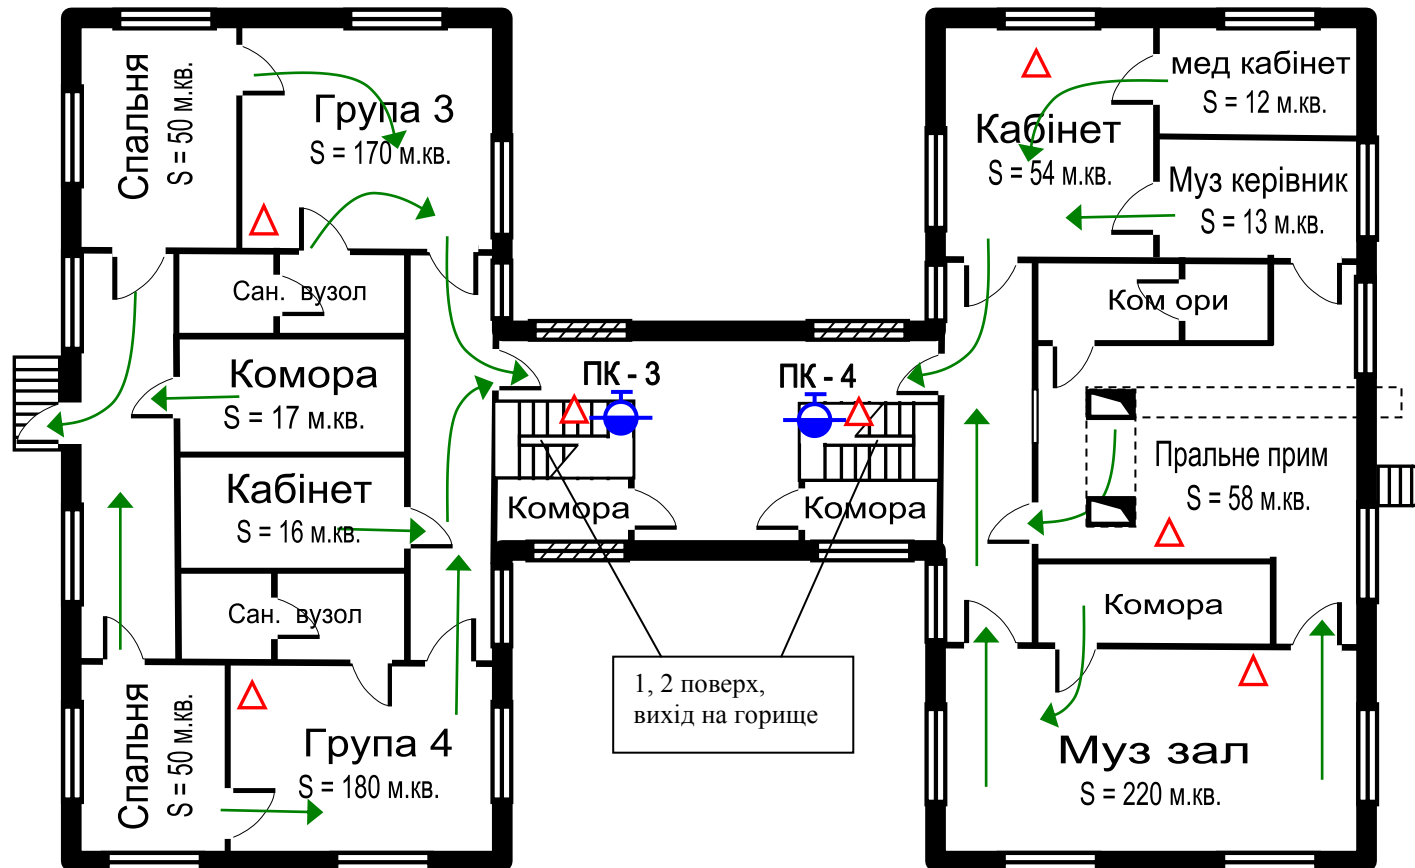 Спальня
S = 50 м.кв.
Група 3
S = 170 м.кв.
Сан. вузол
Комора
S = 17 м.кв.
Кабінет
S = 16 м.кв.
Сан. вузол
Спальня
S = 50 м.кв.
Група 4
S = 180 м.кв.
ПК - 3
ПК - 4
Комора
Комора
1, 2 поверх,
вихід на горище
мед кабінет
S = 12 м.кв.
Кабінет
S = 54 м.кв.
Муз керівник
S = 13 м.кв.
Ком ори
Пральне прим
S = 58 м.кв.
Комора
Муз зал
S = 220 м.кв.